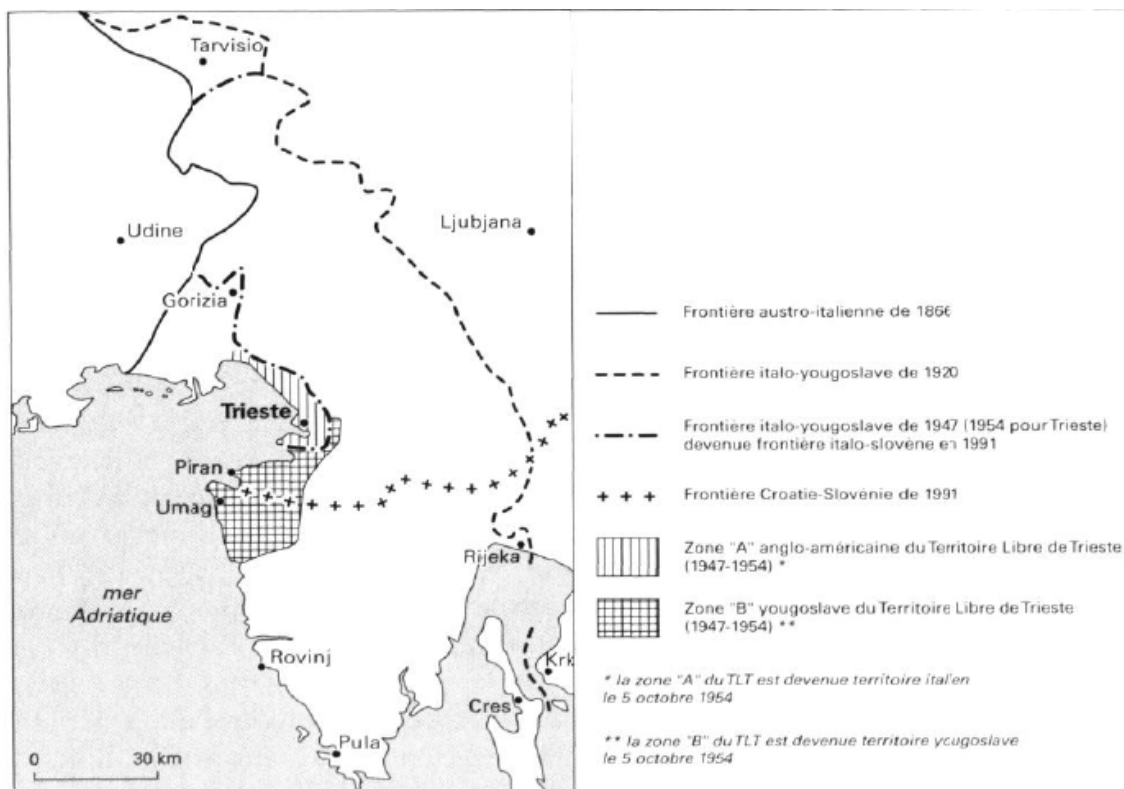 Tarvisio
Udine
Ljubjana
Gorizia
Trieste
Piran
Umag
Rijeka
mer
Adriatique
Rovinj
Krk
Cres
Pula
0 30 km
Frontière austro-italienne de 1866
Frontière italo-yougoslave de 1920
Frontière italo-yougoslave de 1947 (1954 pour Trieste)
devenue frontière italo-slovène en 1991
Frontière Croatie-Slovénie de 1991
Zone "A" anglo-américaine du Territoire Libre de Trieste
(1947-1954) *
Zone "B" yougoslave du Territoire Libre de Trieste
(1947-1954) **
* la zone "A" du TLT est devenue territoire italien
le 5 octobre 1954
** la zone "B" du TLT est devenue territoire yougoslave
le 5 octobre 1954